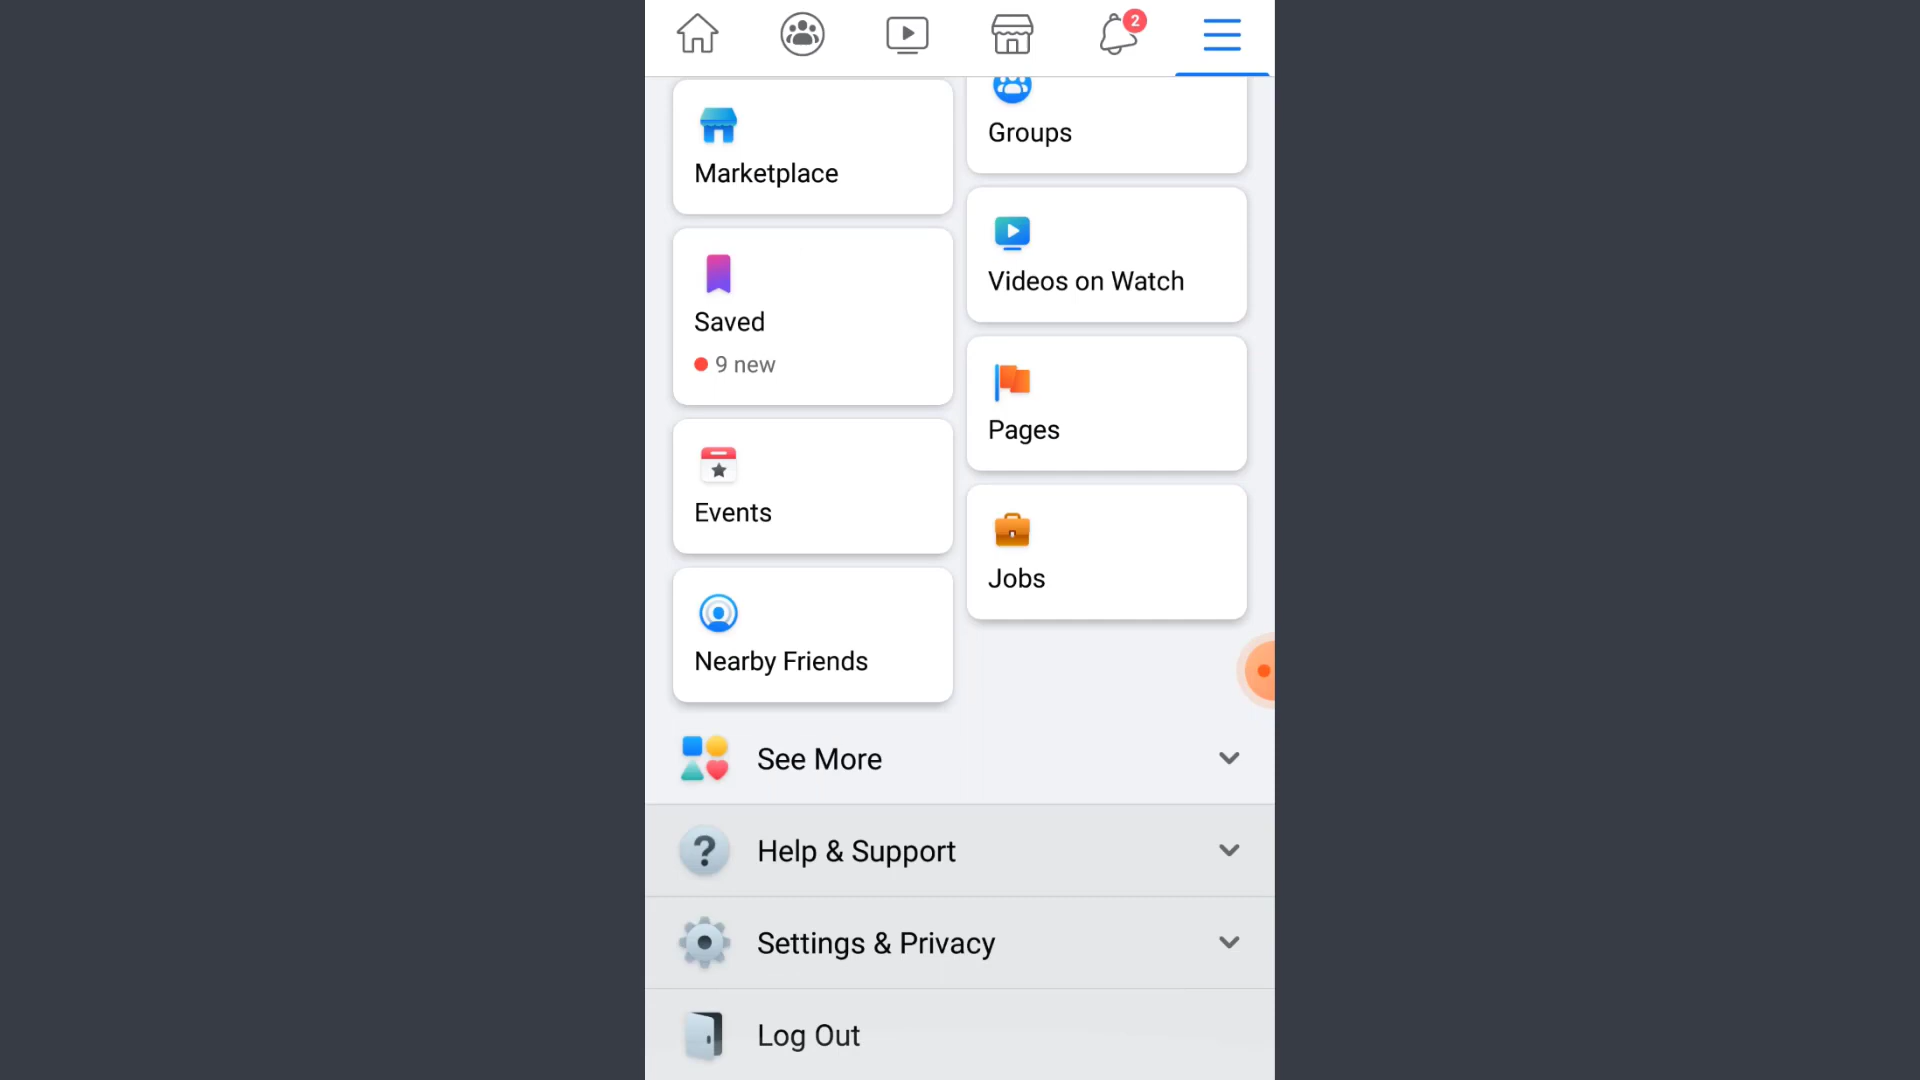 2
Marketplace
Groups
Videos on Watch
Saved
9 new
Pages
Events
Jobs
Nearby Friends
See More
?
Help & Support
Settings & Privacy
Log Out